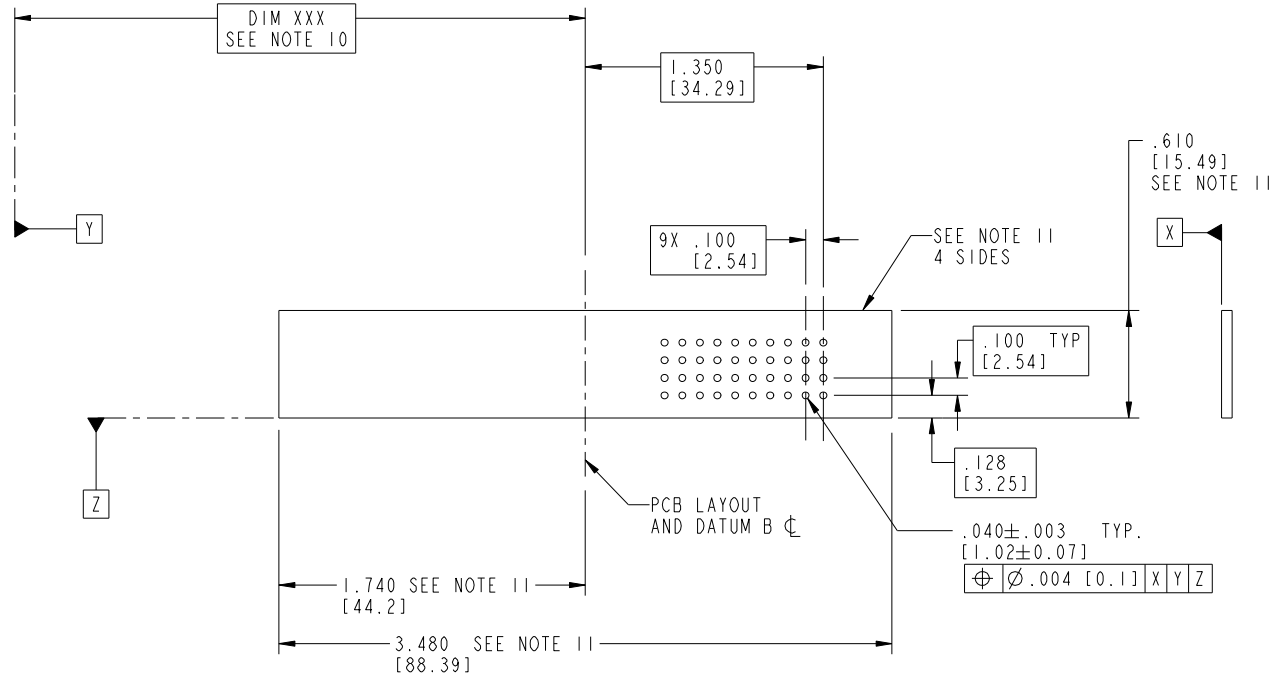 DIM XXX
SEE NOTE 10
1.350
[34.29]
.610
[15.49]
SEE NOTE 11
Y
9X .100
[2.54]
SEE NOTE 11
4 SIDES
X
.100 TYP
[2.54]
.128
[3.25]
Z
PCB LAYOUT
AND DATUM B ℄
.040±.003 TYP.
[1.02±0.07]
⌖ ∅.004 [0.1] X Y Z
1.740 SEE NOTE 11
[44.2]
3.480 SEE NOTE 11
[88.39]